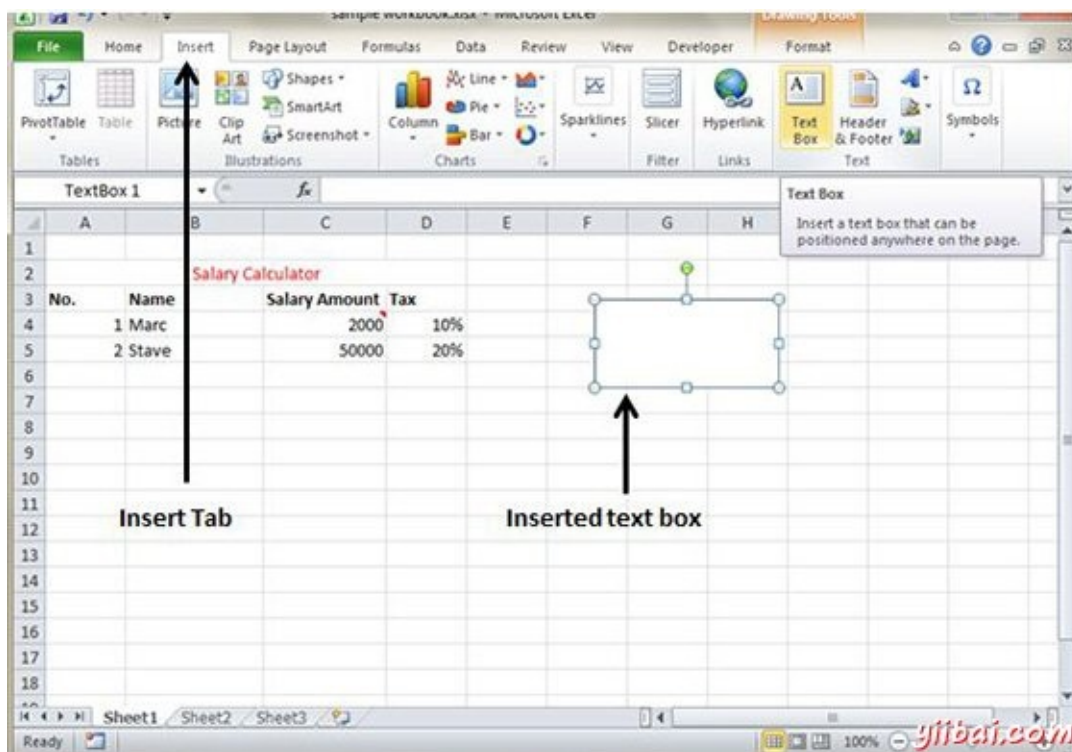 sample workbook.xlsx - Microsoft Excel
Drawing Tools
File Home Insert Page Layout Formulas Data Review View Developer Format
PivotTable Table Picture Clip Art Shapes SmartArt Screenshot Column Line Pie Bar Sparklines Slicer Hyperlink Text Box Header & Footer Symbols
Tables Illustrations Charts Filter Links Text
TextBox 1 fx
Text Box
Insert a text box that can be
positioned anywhere on the page.
A B C D E F G H
1
2 Salary Calculator
3 No. Name Salary Amount Tax
4 1 Marc 2000 10%
5 2 Stave 50000 20%
6
7
8
9
10
11
Insert Tab Inserted text box
12
13
14
15
16
17
18
Sheet1 Sheet2 Sheet3
Ready 100%
yiibai.com